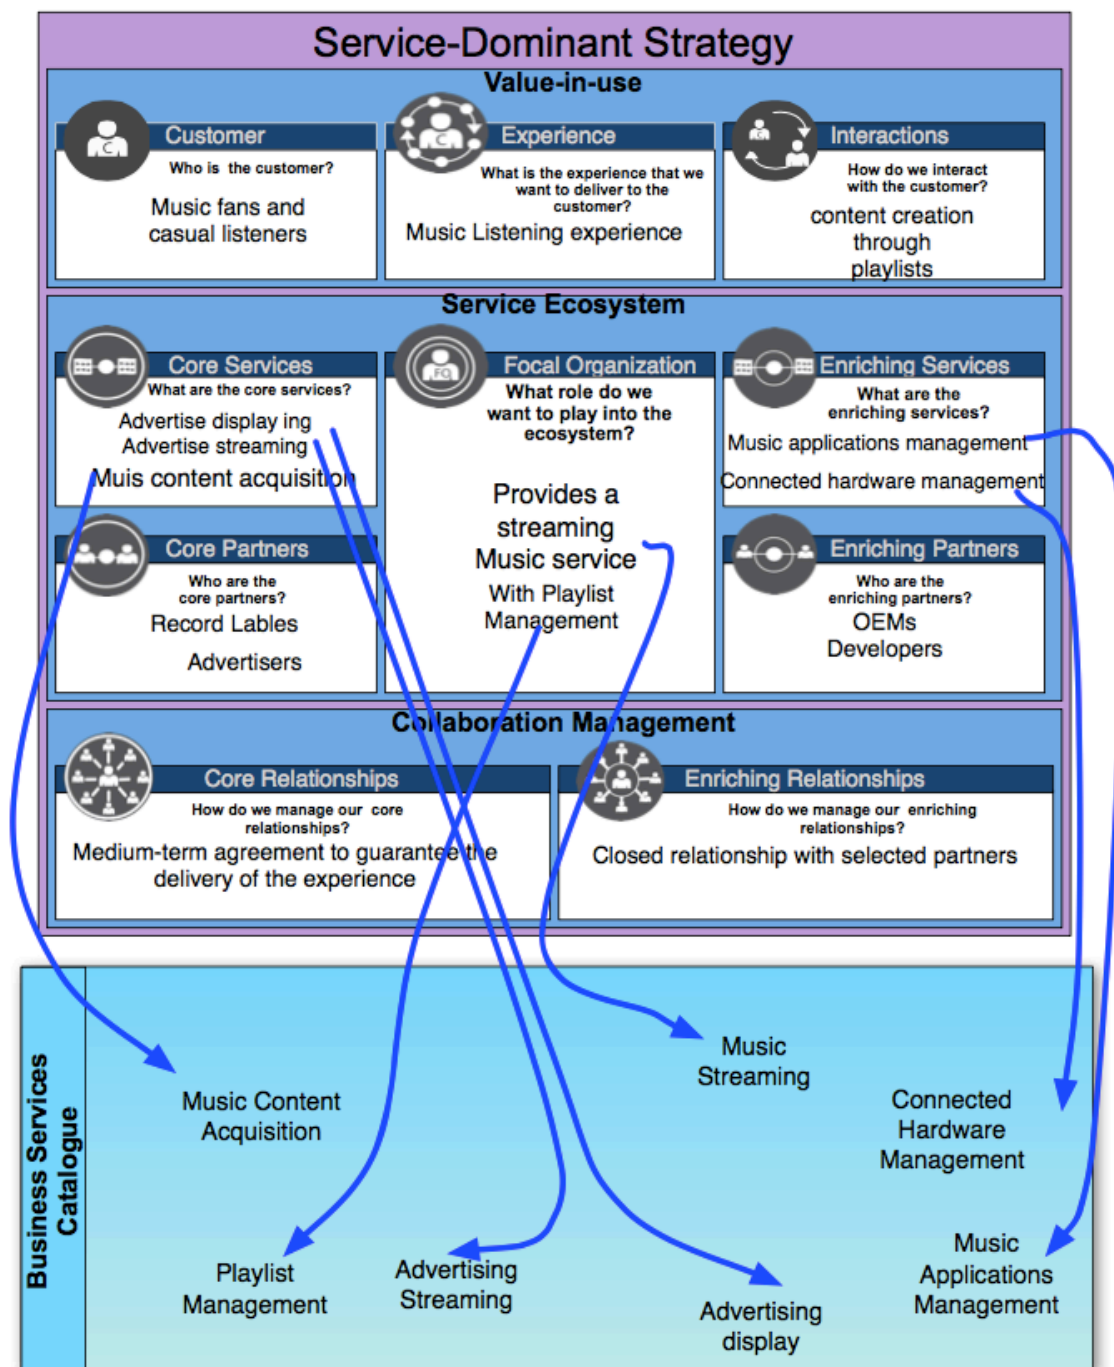 Service-Dominant Strategy
Value-in-use
Customer
Who is the customer?
Music fans and
casual listeners
Experience
What is the experience that we
want to deliver to the
customer?
Music Listening experience
Interactions
How do we interact
with the customer?
content creation
through
playlists
Service Ecosystem
Core Services
What are the core services?
Advertise display ing
Advertise streaming
Muis content acquisition
Focal Organization
What role do we
want to play into the
ecosystem?
Provides a
streaming
Music service
With Playlist
Management
Enriching Services
What are the
enriching services?
Music applications management
Connected hardware management
Core Partners
Who are the
core partners?
Record Lables
Advertisers
Enriching Partners
Who are the
enriching partners?
OEMs
Developers
Collaboration Management
Core Relationships
How do we manage our core
relationships?
Medium-term agreement to guarantee the
delivery of the experience
Enriching Relationships
How do we manage our enriching
relationships?
Closed relationship with selected partners
Business Services
Catalogue
Music
Streaming
Music Content
Acquisition
Connected
Hardware
Management
Playlist
Management
Advertising
Streaming
Advertising
display
Music
Applications
Management
C
C
C
FO